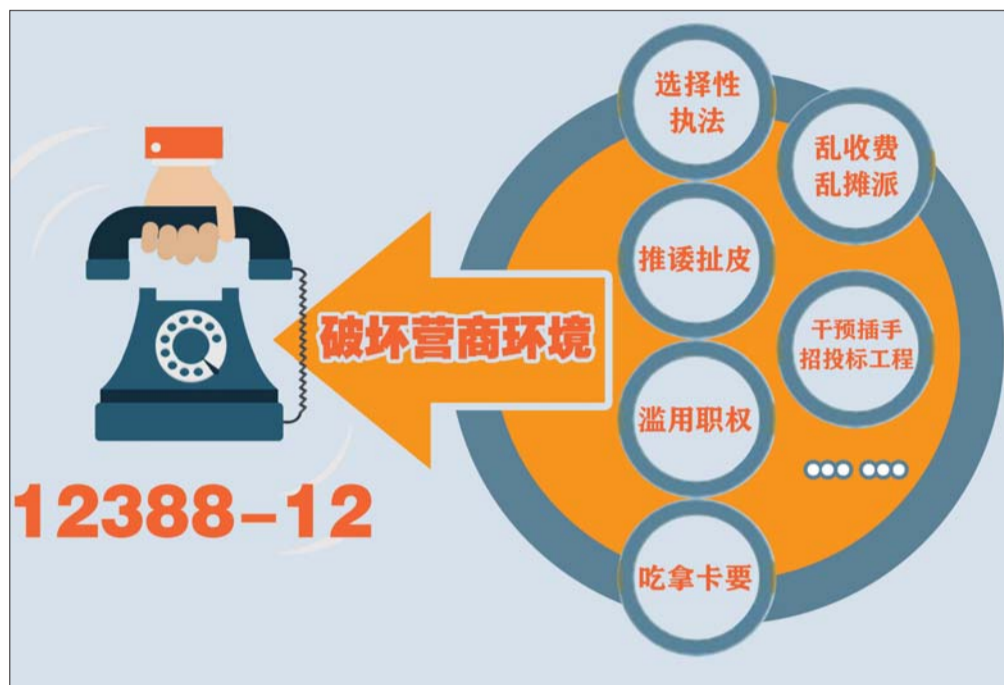 选择性
执法
乱收费
乱摊派
推诿扯皮
干预插手
招投标工程
破坏营商环境
滥用职权
12388-12
吃拿卡要